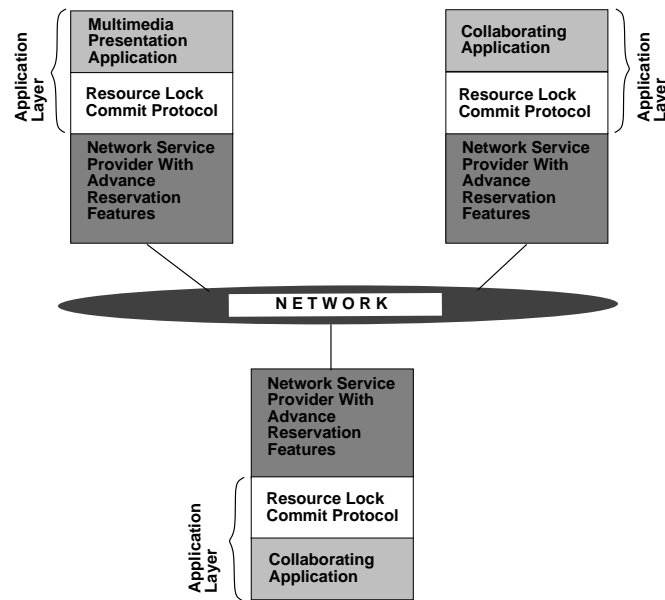 Application
Layer
Multimedia
Presentation
Application
Resource Lock
Commit Protocol
Network Service
Provider With
Advance
Reservation
Features
Collaborating
Application
Resource Lock
Commit Protocol
Network Service
Provider With
Advance
Reservation
Features
Application
Layer
NETWORK
Network Service
Provider With
Advance
Reservation
Features
Application
Layer
Resource Lock
Commit Protocol
Collaborating
Application